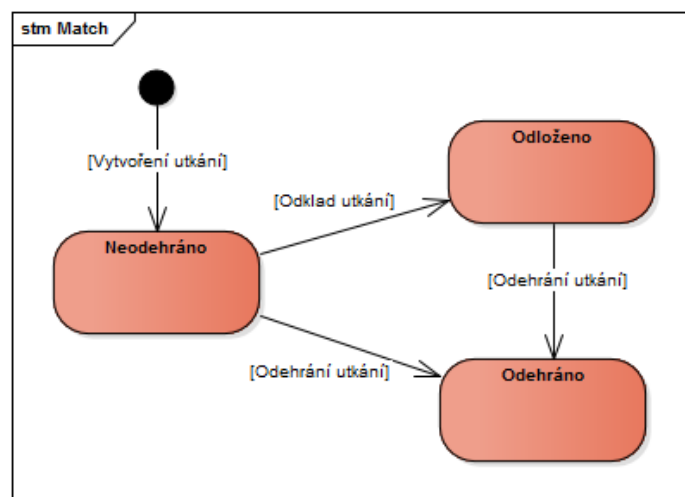 stm Match
Odloženo
[Vytvoření utkání]
[Odklad utkání]
Neodehráno
[Odehrání utkání]
[Odehrání utkání]
Odehráno